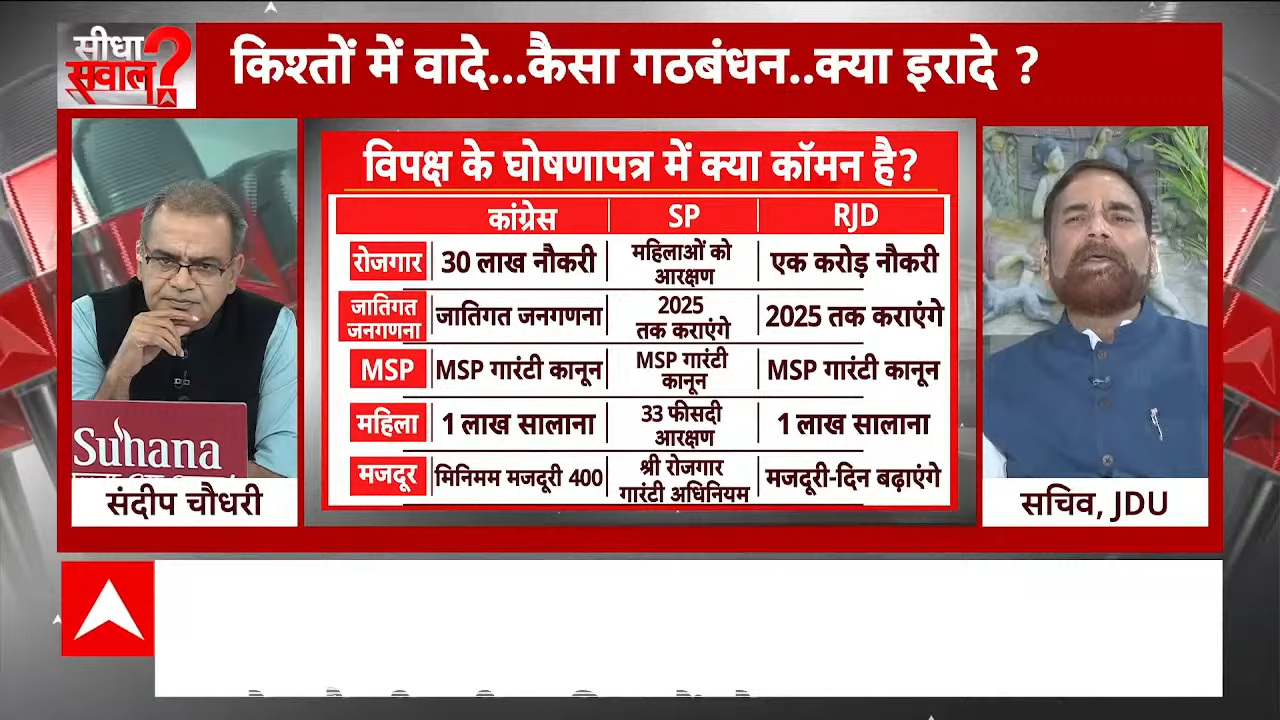 सीधा
सवाल?
किश्तों में वादे...कैसा गठबंधन..क्या इरादे ?
विपक्ष के घोषणापत्र में क्या कॉमन है?
कांग्रेस SP RJD
रोजगार 30 लाख नौकरी महिलाओं को आरक्षण एक करोड़ नौकरी
जातिगत जनगणना जातिगत जनगणना 2025 तक कराएंगे 2025 तक कराएंगे
MSP MSP गारंटी कानून MSP गारंटी कानून MSP गारंटी कानून
महिला 1 लाख सालाना 33 फीसदी आरक्षण 1 लाख सालाना
मजदूर मिनिमम मजदूरी 400 श्री रोजगार गारंटी अधिनियम मजदूरी-दिन बढ़ाएंगे
Suhana
संदीप चौधरी
सचिव, JDU